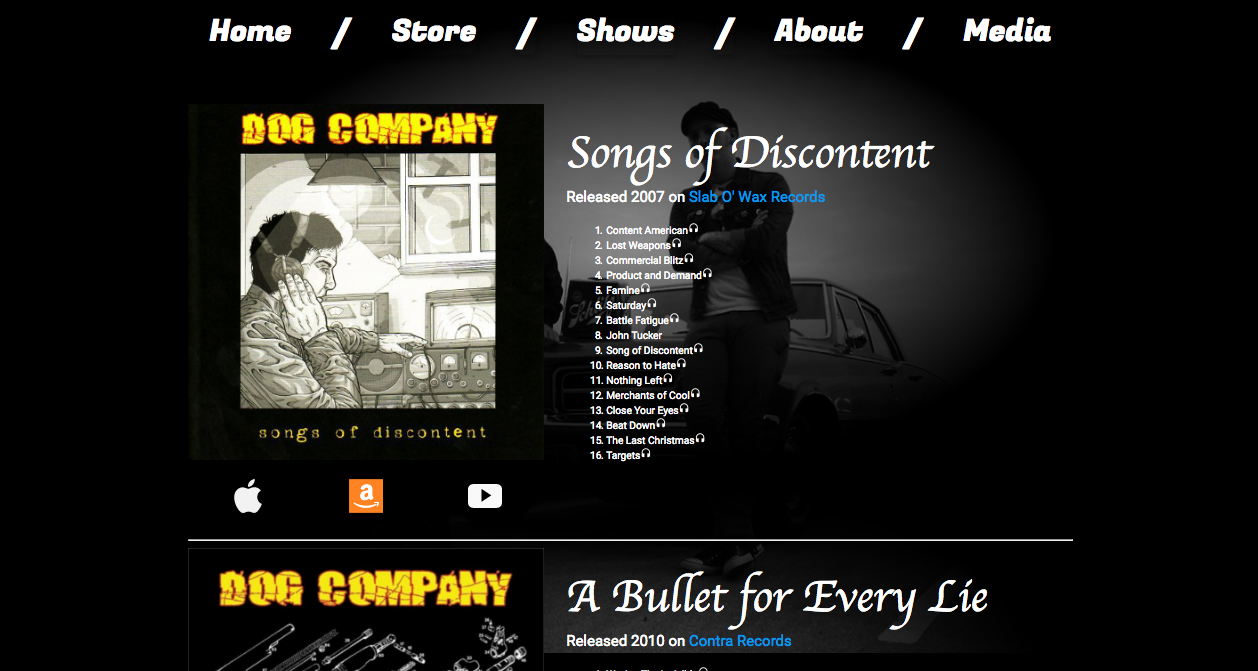 Home / Store / Shows / About / Media
DOG COMPANY
songs of discontent
Songs of Discontent
Released 2007 on Slab O' Wax Records
1. Content American
2. Lost Weapons
3. Commercial Blitz
4. Product and Demand
5. Famine
6. Saturday
7. Battle Fatigue
8. John Tucker
9. Song of Discontent
10. Reason to Hate
11. Nothing Left
12. Merchants of Cool
13. Close Your Eyes
14. Beat Down
15. The Last Christmas
16. Targets
DOG COMPANY
A Bullet for Every Lie
Released 2010 on Contra Records